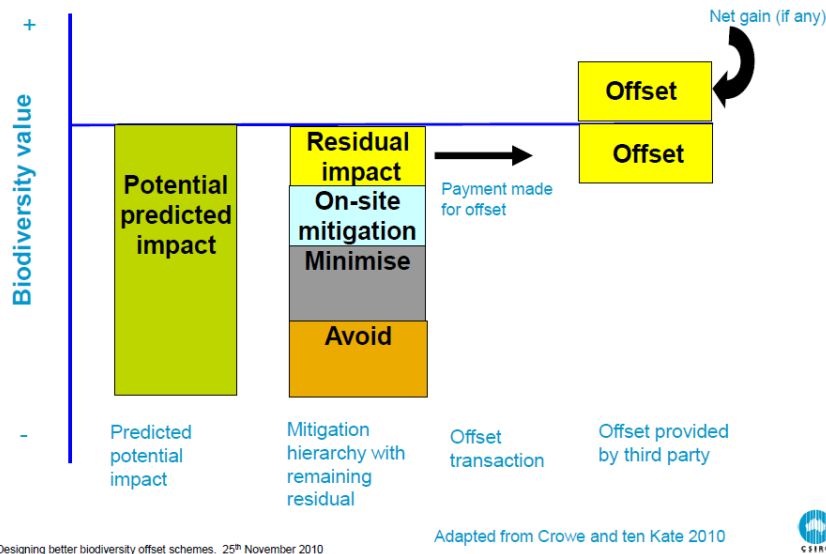 +
Net gain (if any)
Biodiversity value
Offset
Potential
predicted
impact
Residual
impact
On-site
mitigation
Minimise
Avoid
Payment made
for offset
Offset
-
Predicted
potential
impact
Mitigation
hierarchy with
remaining
residual
Offset
transaction
Offset provided
by third party
Designing better biodiversity offset schemes. 25th November 2010
Adapted from Crowe and ten Kate 2010
CSIRO